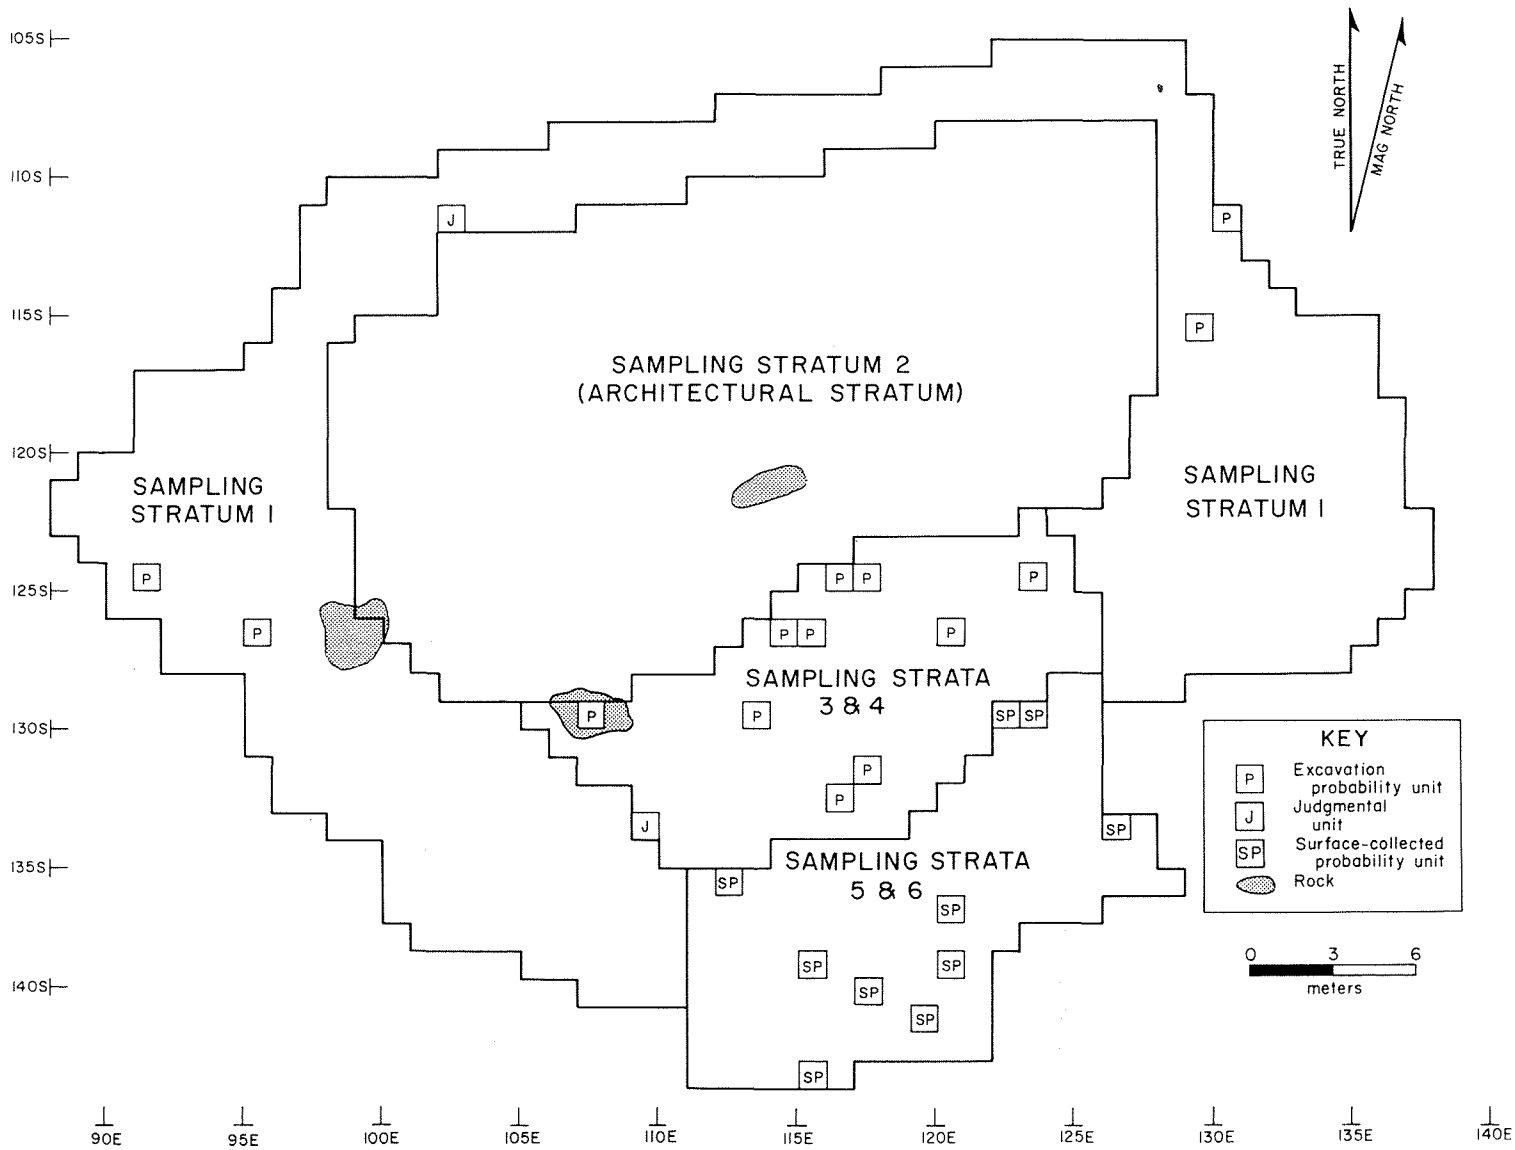 105S
110S
115S
120S
125S
130S
135S
140S
TRUE NORTH
MAG NORTH
J
P
P
SAMPLING STRATUM 2
(ARCHITECTURAL STRATUM)
SAMPLING
STRATUM 1
SAMPLING
STRATUM 1
P
P
P
P
P
P
P
P
SAMPLING STRATA
3 & 4
P
P
SP
SP
P
P
J
SP
SAMPLING STRATA
5 & 6
SP
SP
SP
SP
SP
SP
SP
KEY
P
Excavation
probability unit
J
Judgmental
unit
SP
Surface-collected
probability unit
Rock
0 3 6
meters
90E 95E 100E 105E 110E 115E 120E 125E 130E 135E 140E